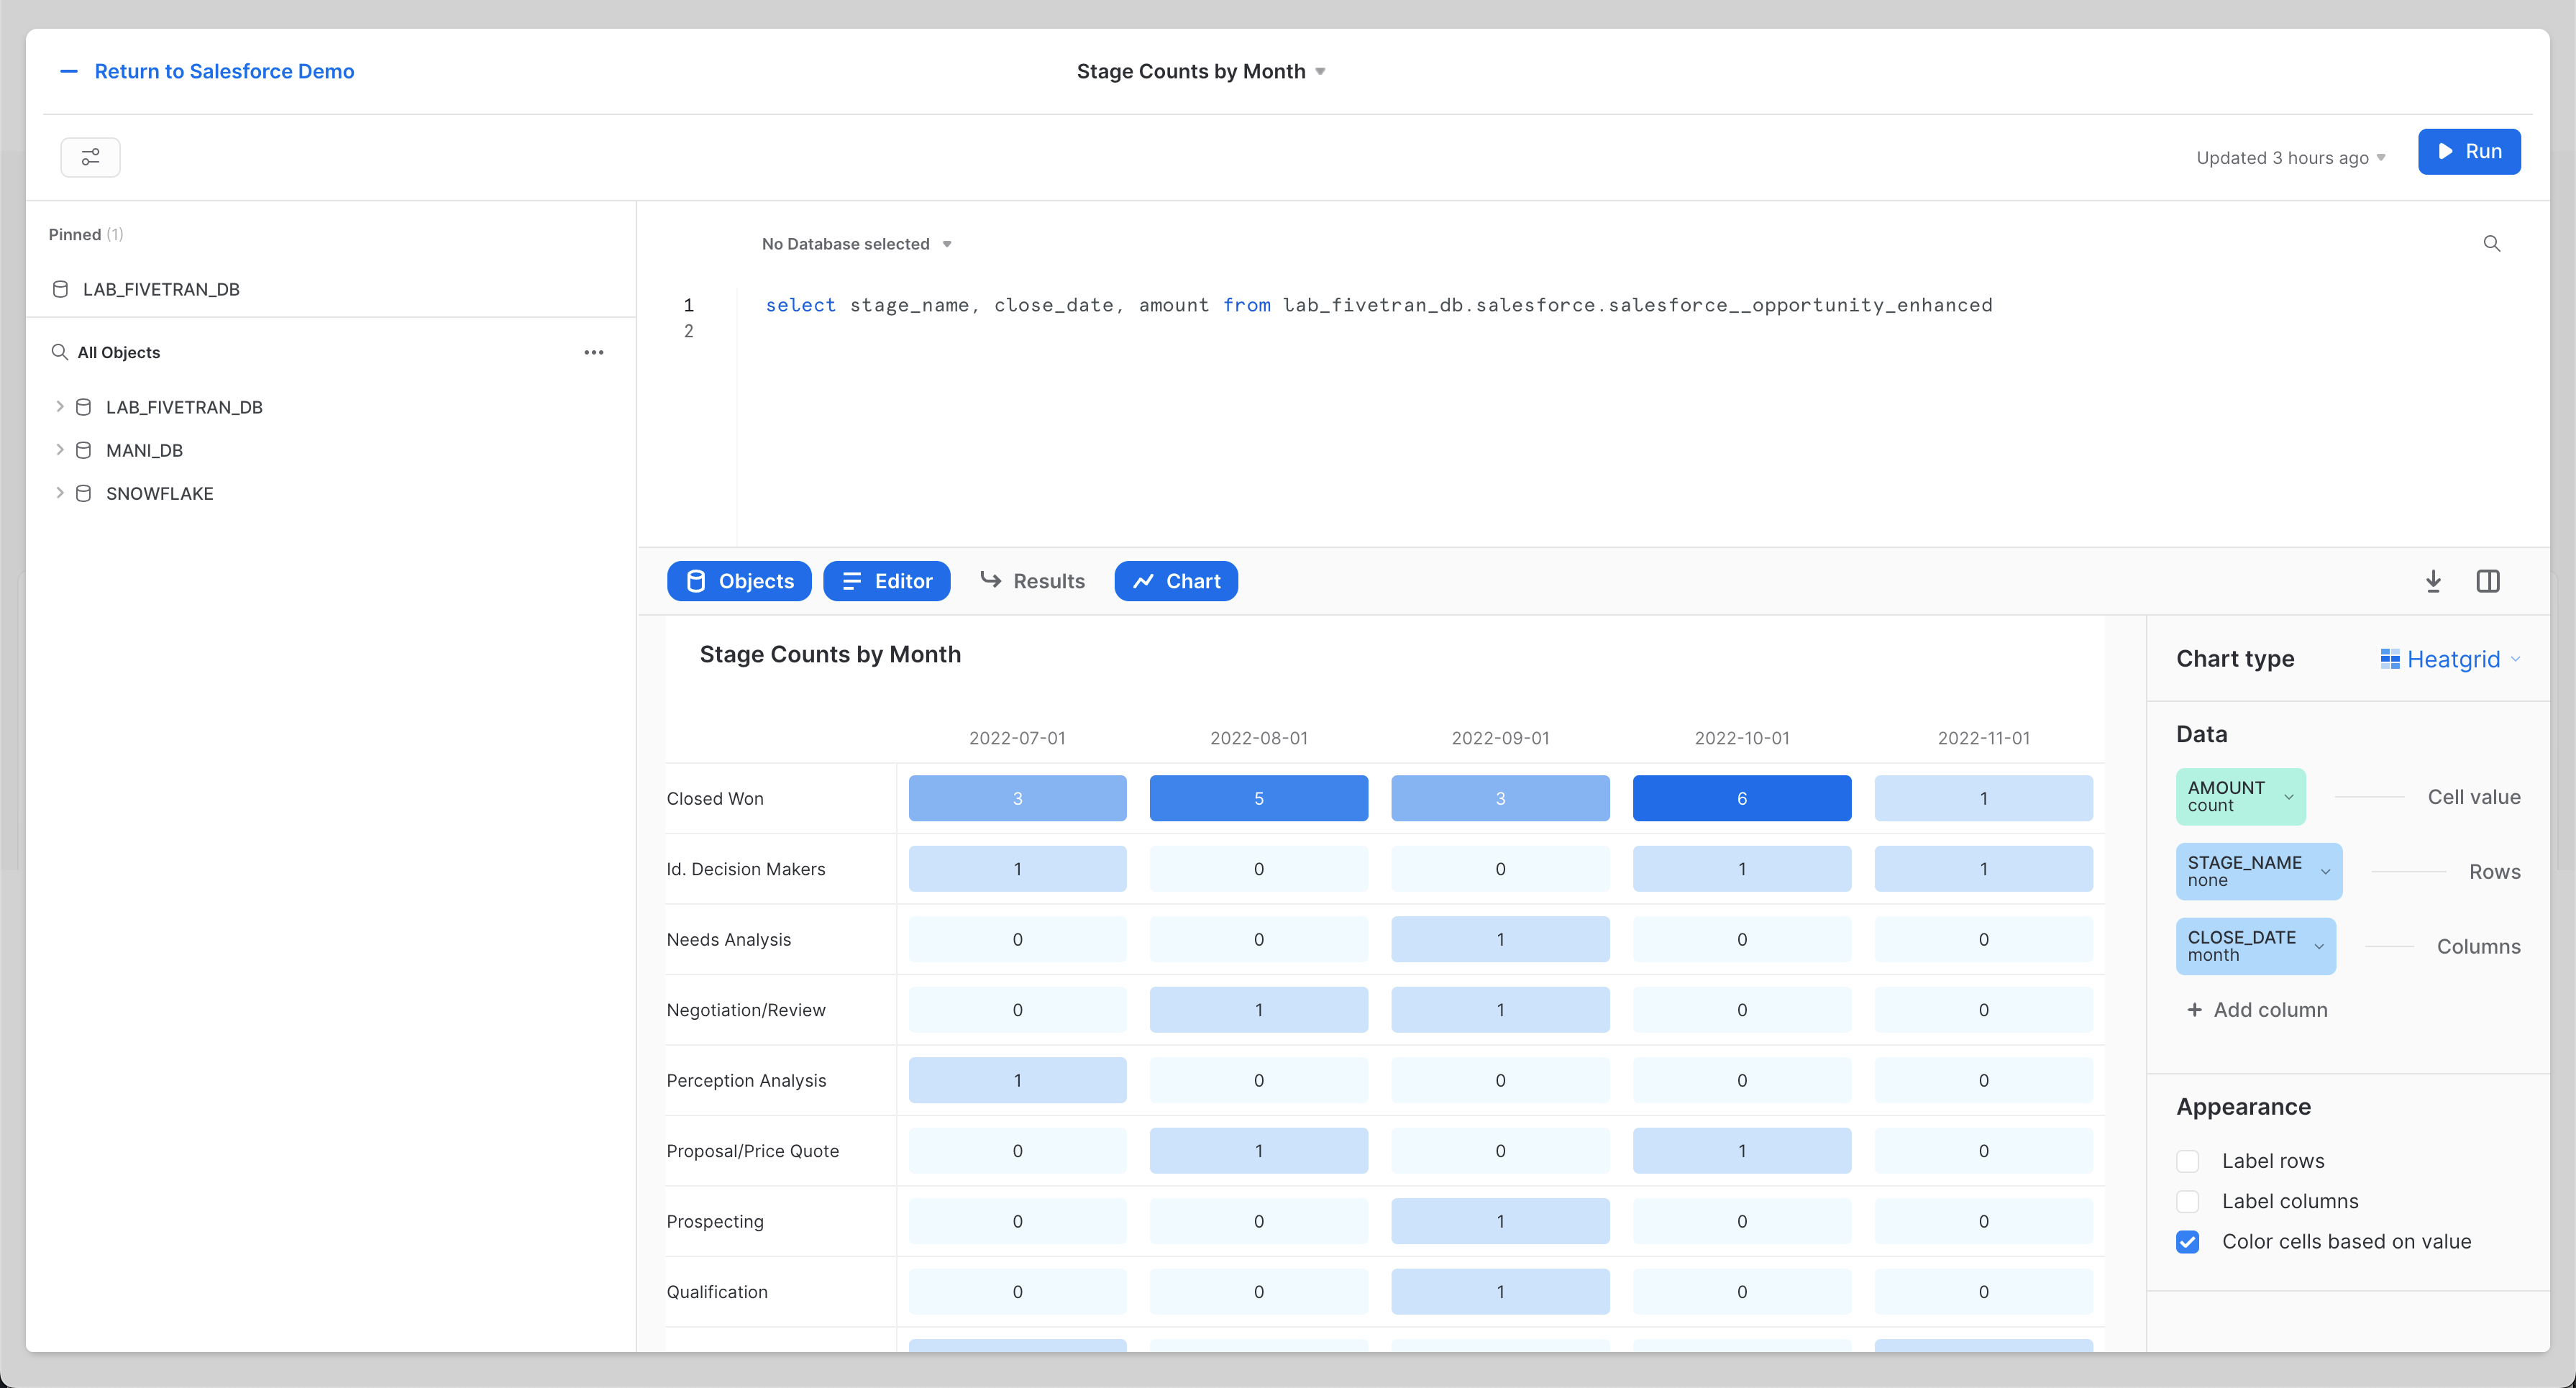 Return to Salesforce Demo
Stage Counts by Month
Updated 3 hours ago
Run
Pinned (1)
LAB_FIVETRAN_DB
All Objects
LAB_FIVETRAN_DB
MANI_DB
SNOWFLAKE
No Database selected
1 select stage_name, close_date, amount from lab_fivetran_db.salesforce.salesforce__opportunity_enhanced
2
Objects Editor Results Chart
Stage Counts by Month
2022-07-01 2022-08-01 2022-09-01 2022-10-01 2022-11-01
Closed Won 3 5 3 6 1
Id. Decision Makers 1 0 0 1 1
Needs Analysis 0 0 1 0 0
Negotiation/Review 0 1 1 0 0
Perception Analysis 1 0 0 0 0
Proposal/Price Quote 0 1 0 1 0
Prospecting 0 0 1 0 0
Qualification 0 0 1 0 0
Chart type Heatgrid
Data
AMOUNT
count
Cell value
STAGE_NAME
none
Rows
CLOSE_DATE
month
Columns
+ Add column
Appearance
Label rows
Label columns
Color cells based on value